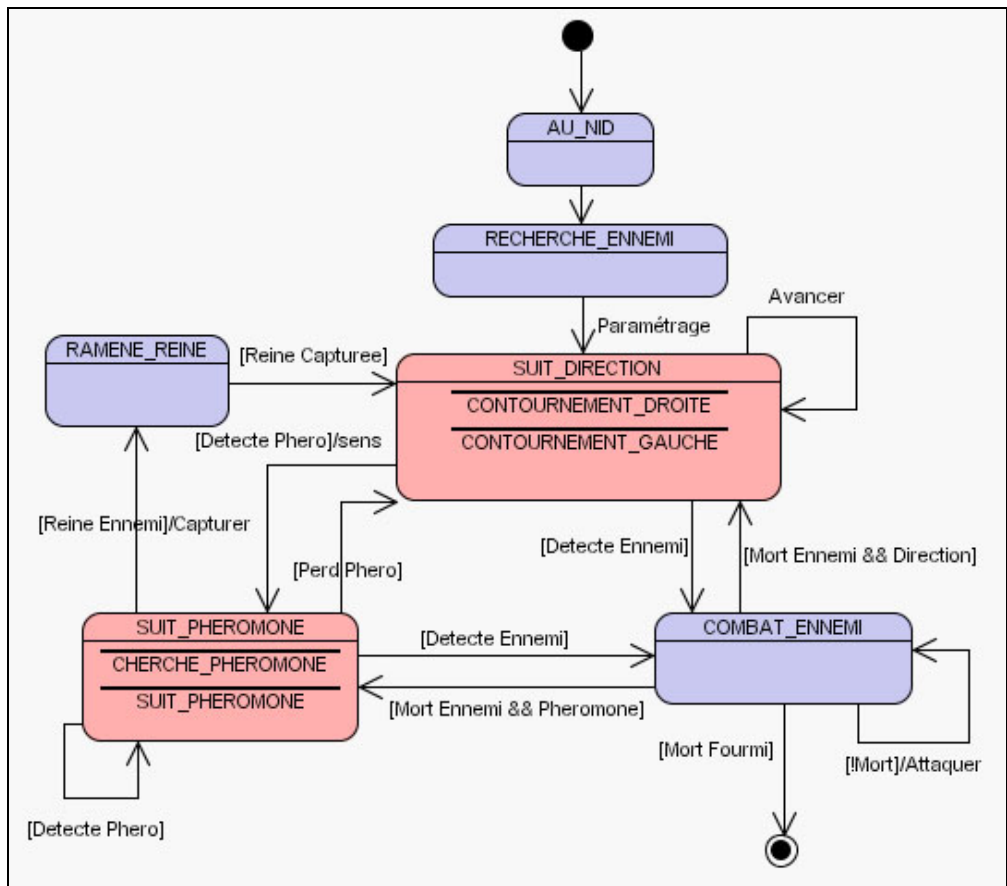 AU_NID
RECHERCHE_ENNEMI
Avancer
Paramétrage
RAMENE_REINE
[Reine Capturee]
SUIT_DIRECTION
CONTOURNEMENT_DROITE
CONTOURNEMENT_GAUCHE
[Detecte Phero]/sens
[Reine Ennemi]/Capturer
[Detecte Ennemi]
[Mort Ennemi && Direction]
[Perd Phero]
SUIT_PHEROMONE
CHERCHE_PHEROMONE
SUIT_PHEROMONE
[Detecte Ennemi]
COMBAT_ENNEMI
[Mort Ennemi && Pheromone]
[Mort Fourmi]
[!Mort]/Attaquer
[Detecte Phero]